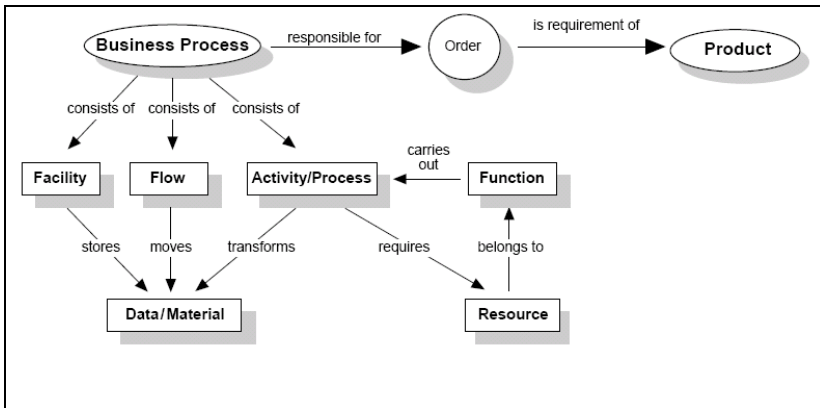 Business Process
responsible for
Order
is requirement of
Product
consists of
consists of
consists of
Facility
Flow
Activity/Process
carries
out
Function
stores
moves
transforms
requires
belongs to
Data/Material
Resource